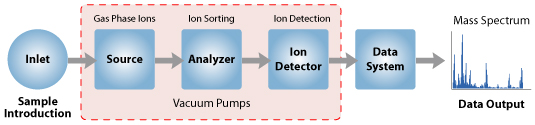 Gas Phase Ions
Ion Sorting
Ion Detection
Mass Spectrum
Inlet
Source
Analyzer
Ion
Detector
Data
System
Sample
Introduction
Vacuum Pumps
Data Output